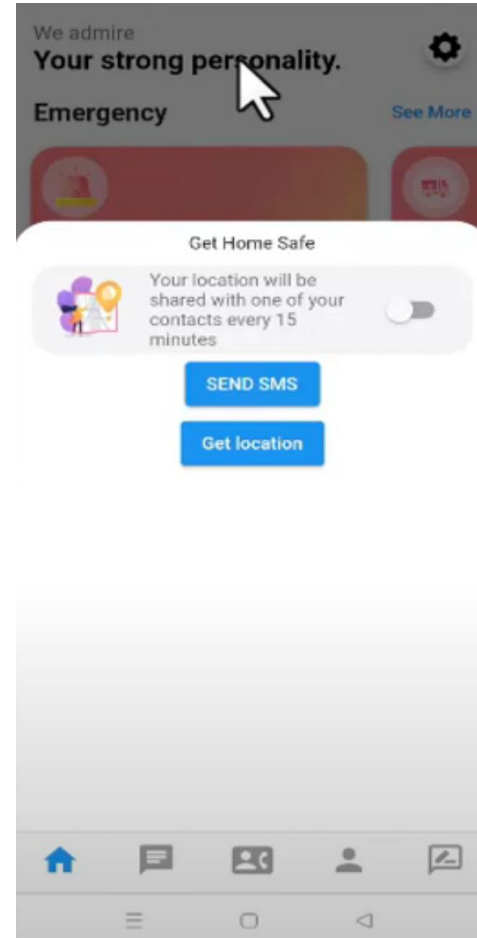 We admire
Your strong personality.
Emergency
See More
Get Home Safe
Your location will be
shared with one of your
contacts every 15
minutes
SEND SMS
Get location